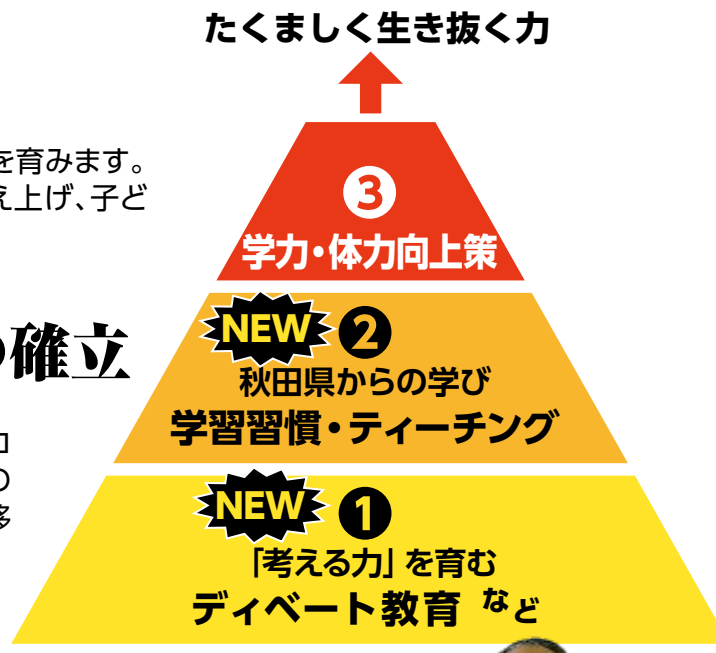 たくましく生き抜く力
を育みます。
え上げ、子ど
3
学力・体力向上策
の確立
NEW 2
秋田県からの学び
学習習慣・ティーチング
NEW 1
「考える力」を育む
ディベート教育 など